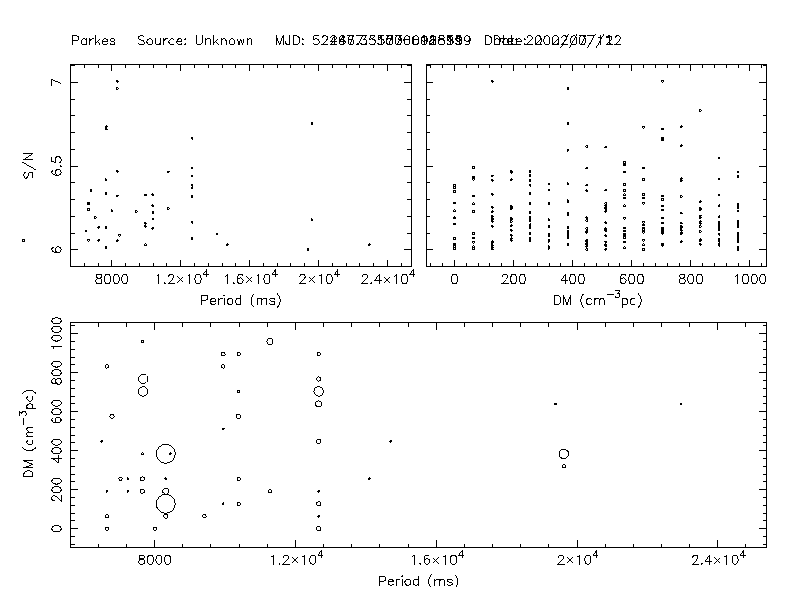 Parkes Source: Unknown MJD:
7
6.5
6
S/N
8000 1.2×10⁴ 1.6×10⁴ 2×10⁴ 2.4×10⁴
Period (ms)
0 200 400 600 800 1000
DM (cm⁻³pc)
1000
800
600
400
200
0
DM (cm⁻³pc)
8000 1.2×10⁴ 1.6×10⁴ 2×10⁴ 2.4×10⁴
Period (ms)